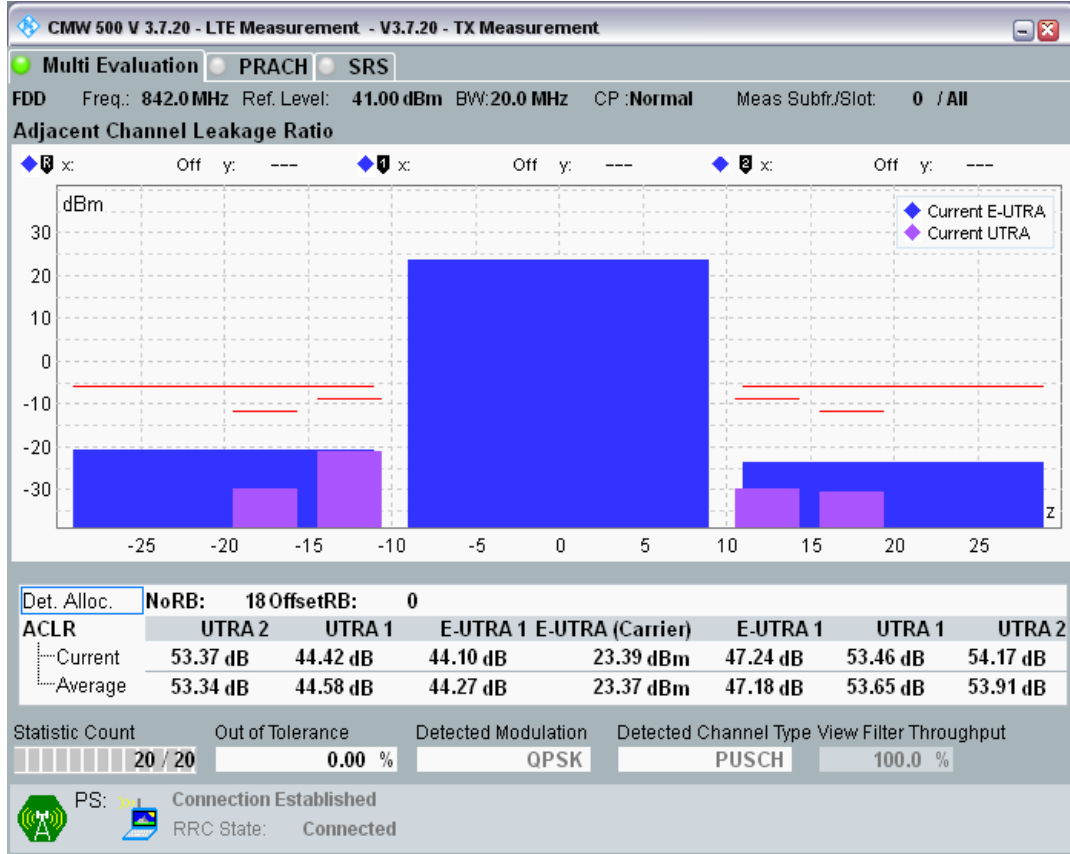 CMW 500 V 3.7.20 - LTE Measurement - V3.7.20 - TX Measurement
Multi Evaluation PRACH SRS
FDD Freq.: 842.0 MHz Ref. Level: 41.00 dBm BW:20.0 MHz CP :Normal Meas Subfr./Slot: 0 / All
Adjacent Channel Leakage Ratio
R x: Off y: --- 1 x: Off y: --- 2 x: Off y: ---
dBm
Current E-UTRA
Current UTRA
30
20
10
0
-10
-20
-30
z
-25 -20 -15 -10 -5 0 5 10 15 20 25
Det. Alloc. NoRB: 18 OffsetRB: 0
ACLR UTRA 2 UTRA 1 E-UTRA 1 E-UTRA (Carrier) E-UTRA 1 UTRA 1 UTRA 2
Current 53.37 dB 44.42 dB 44.10 dB 23.39 dBm 47.24 dB 53.46 dB 54.17 dB
Average 53.34 dB 44.58 dB 44.27 dB 23.37 dBm 47.18 dB 53.65 dB 53.91 dB
Statistic Count Out of Tolerance Detected Modulation Detected Channel Type View Filter Throughput
20 / 20 0.00 % QPSK PUSCH 100.0 %
PS: Connection Established
RRC State: Connected